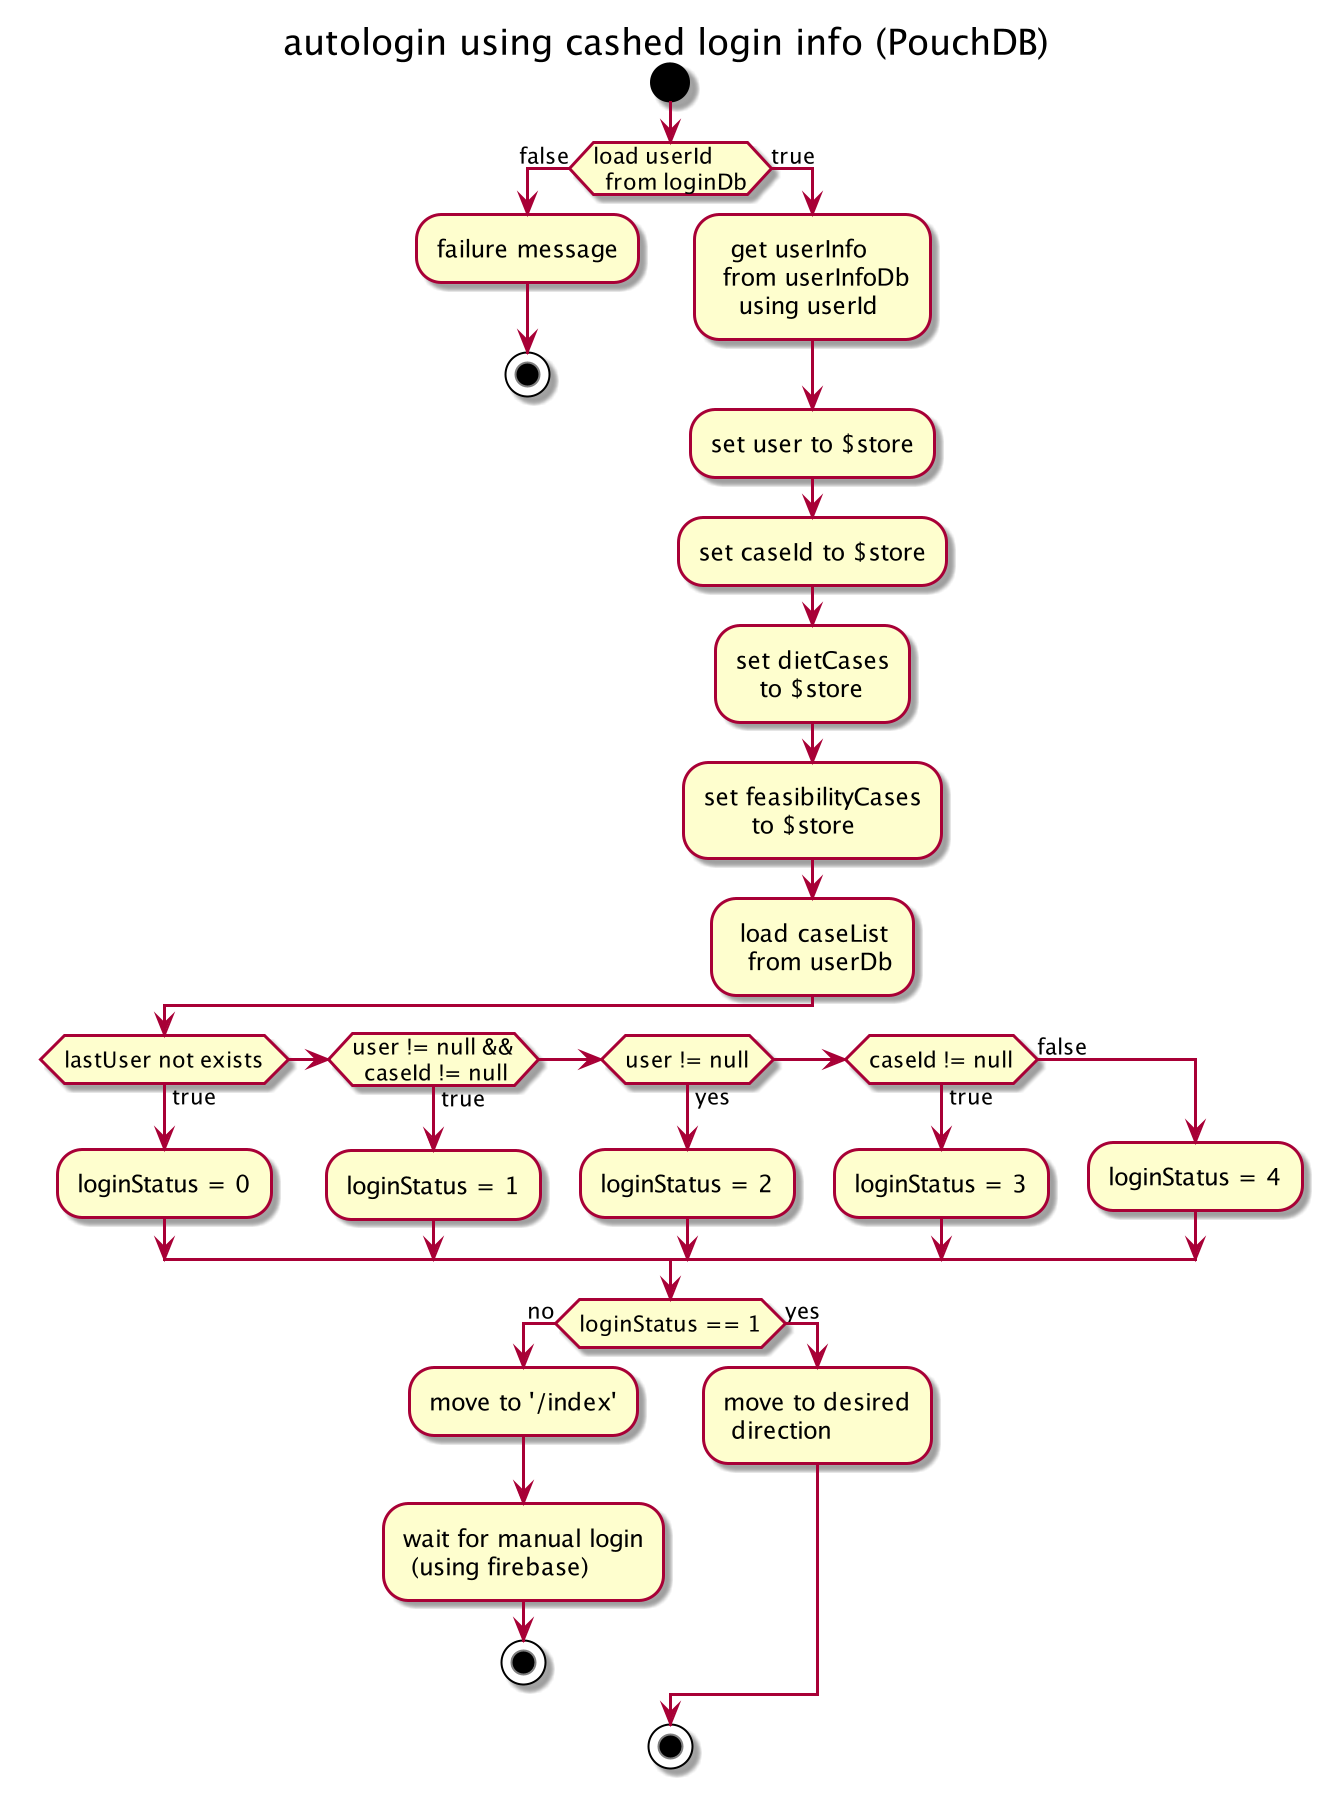 autologin using cashed login info (PouchDB)
false
load userId
from loginDb
true
failure message
get userInfo
from userInfoDb
using userId
set user to $store
set caseId to $store
set dietCases
to $store
set feasibilityCases
to $store
load caseList
from userDb
lastUser not exists
true
user != null &&
caseId != null
true
user != null
yes
caseId != null
true
false
loginStatus = 0
loginStatus = 1
loginStatus = 2
loginStatus = 3
loginStatus = 4
no
loginStatus == 1
yes
move to '/index'
move to desired
direction
wait for manual login
(using firebase)